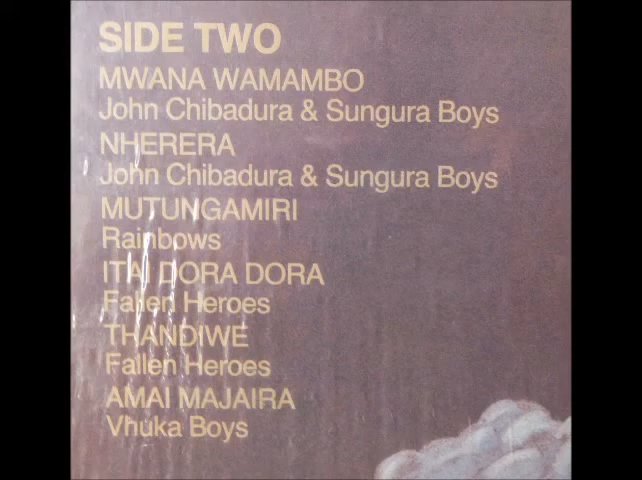 SIDE TWO
MWANA WAMAMBO
John Chibadura & Sungura Boys
NHERERA
John Chibadura & Sungura Boys
MUTUNGAMIRI
Rainbows
ITAI DORA DORA
Fallen Heroes
THANDIWE
Fallen Heroes
AMAI MAJAIRA
Vhuka Boys